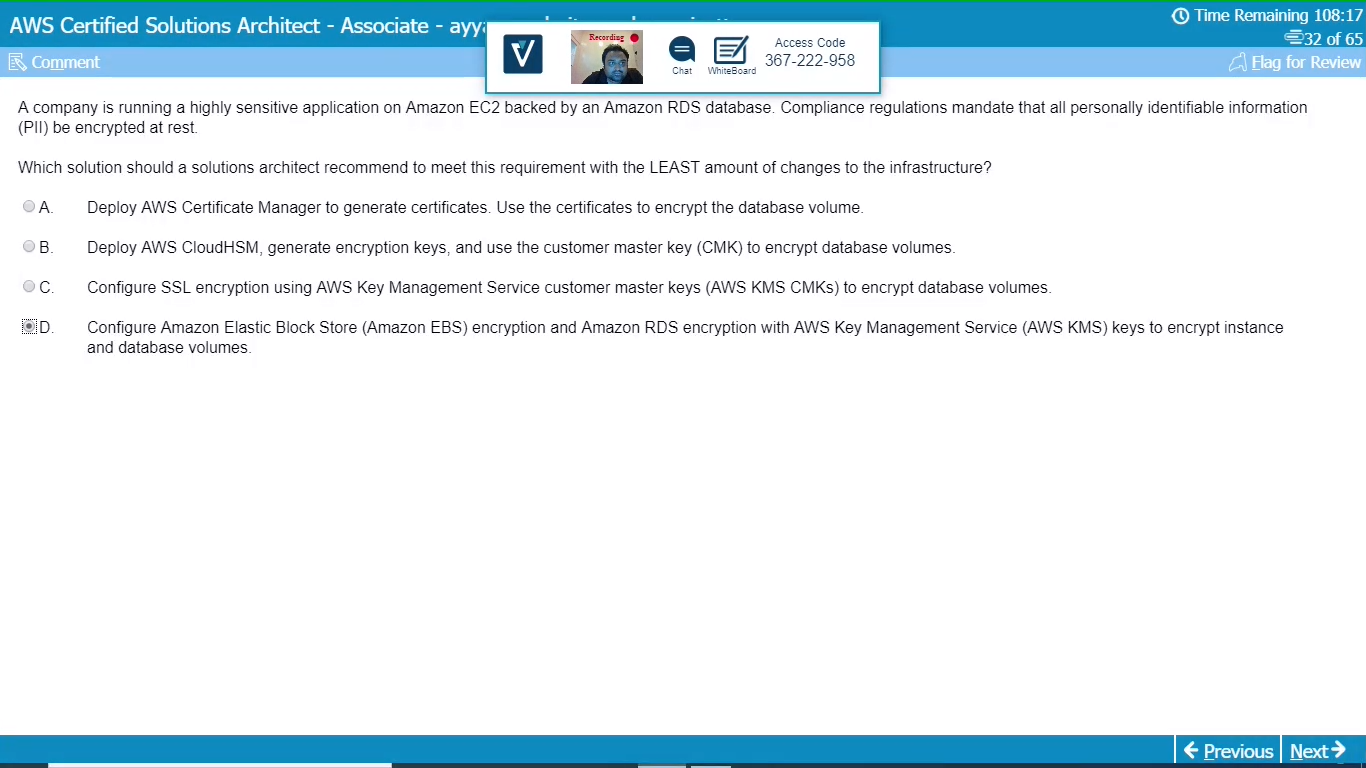 AWS Certified Solutions Architect - Associate - ayya
Time Remaining 108:17
32 of 65
Comment
Flag for Review
Recording
Chat
WhiteBoard
Access Code
367-222-958
A company is running a highly sensitive application on Amazon EC2 backed by an Amazon RDS database. Compliance regulations mandate that all personally identifiable information
(PII) be encrypted at rest.
Which solution should a solutions architect recommend to meet this requirement with the LEAST amount of changes to the infrastructure?
A. Deploy AWS Certificate Manager to generate certificates. Use the certificates to encrypt the database volume.
B. Deploy AWS CloudHSM, generate encryption keys, and use the customer master key (CMK) to encrypt database volumes.
C. Configure SSL encryption using AWS Key Management Service customer master keys (AWS KMS CMKs) to encrypt database volumes.
D. Configure Amazon Elastic Block Store (Amazon EBS) encryption and Amazon RDS encryption with AWS Key Management Service (AWS KMS) keys to encrypt instance
and database volumes.
Previous
Next